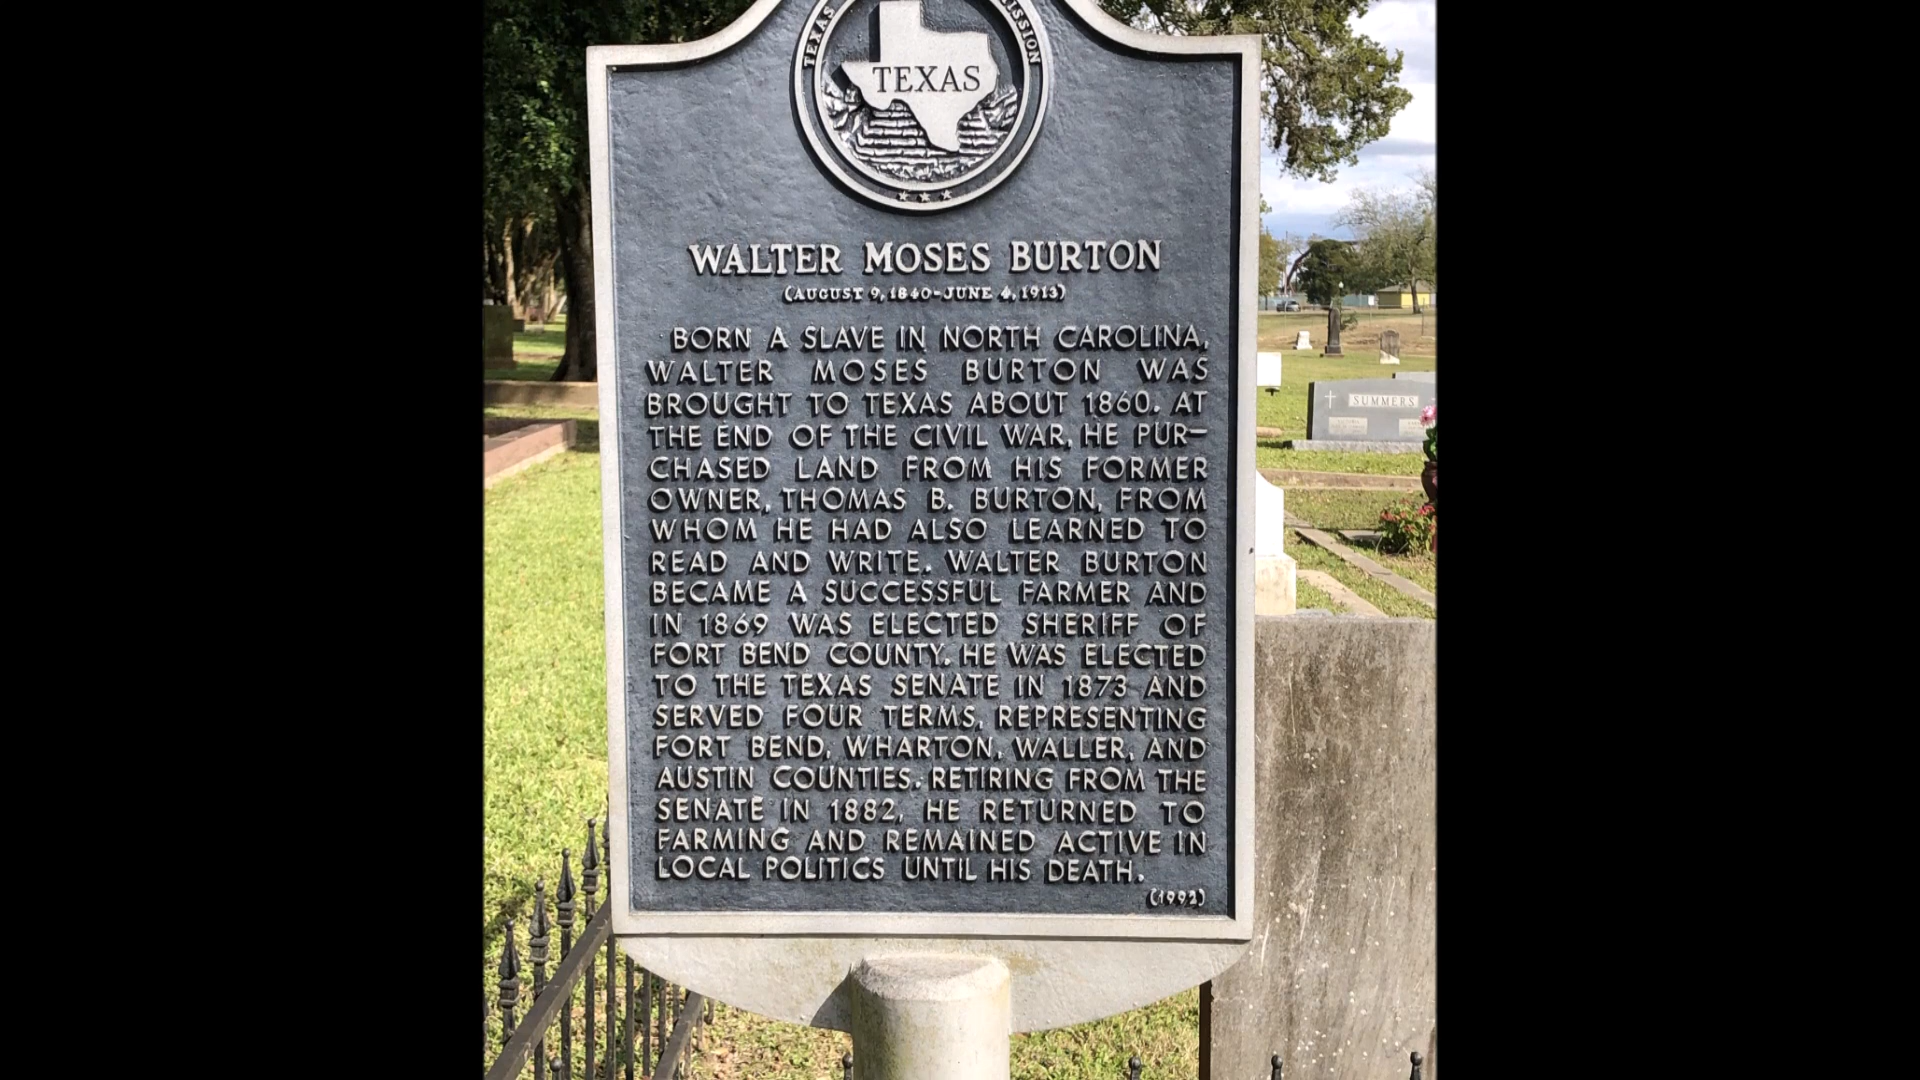 TEXAS
ISSION
TEXAS
WALTER MOSES BURTON
(AUGUST 9, 1840-JUNE 4, 1913)
BORN A SLAVE IN NORTH CAROLINA,
WALTER MOSES BURTON WAS
BROUGHT TO TEXAS ABOUT 1860. AT
THE END OF THE CIVIL WAR, HE PUR-
CHASED LAND FROM HIS FORMER
OWNER, THOMAS B. BURTON, FROM
WHOM HE HAD ALSO LEARNED TO
READ AND WRITE. WALTER BURTON
BECAME A SUCCESSFUL FARMER AND
IN 1869 WAS ELECTED SHERIFF OF
FORT BEND COUNTY. HE WAS ELECTED
TO THE TEXAS SENATE IN 1873 AND
SERVED FOUR TERMS, REPRESENTING
FORT BEND, WHARTON, WALLER, AND
AUSTIN COUNTIES. RETIRING FROM THE
SENATE IN 1882, HE RETURNED TO
FARMING AND REMAINED ACTIVE IN
LOCAL POLITICS UNTIL HIS DEATH.
(1992)
SUMMERS